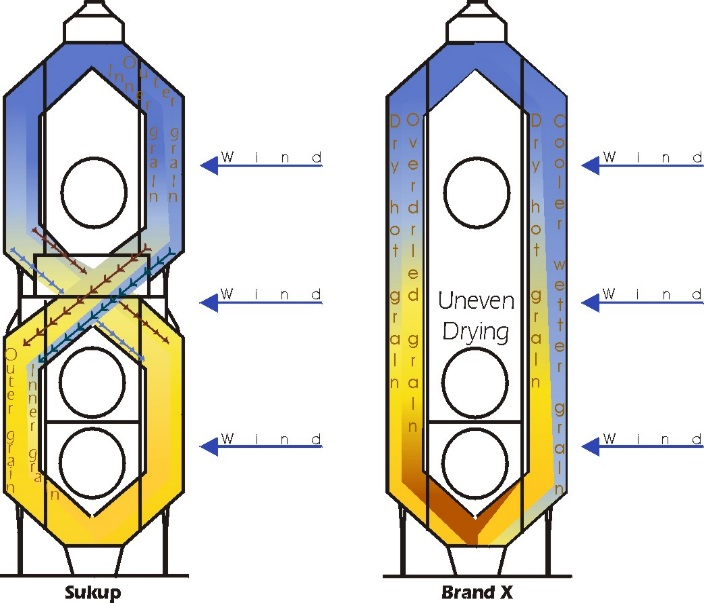 Outer grain
Inner grain
Wind
Wind
Wind
Outer grain
Inner grain
Sukup
Dry hot grain
Overdried grain
Uneven
Drying
Dry hot grain
Cooler wetter grain
Wind
Wind
Wind
Brand X